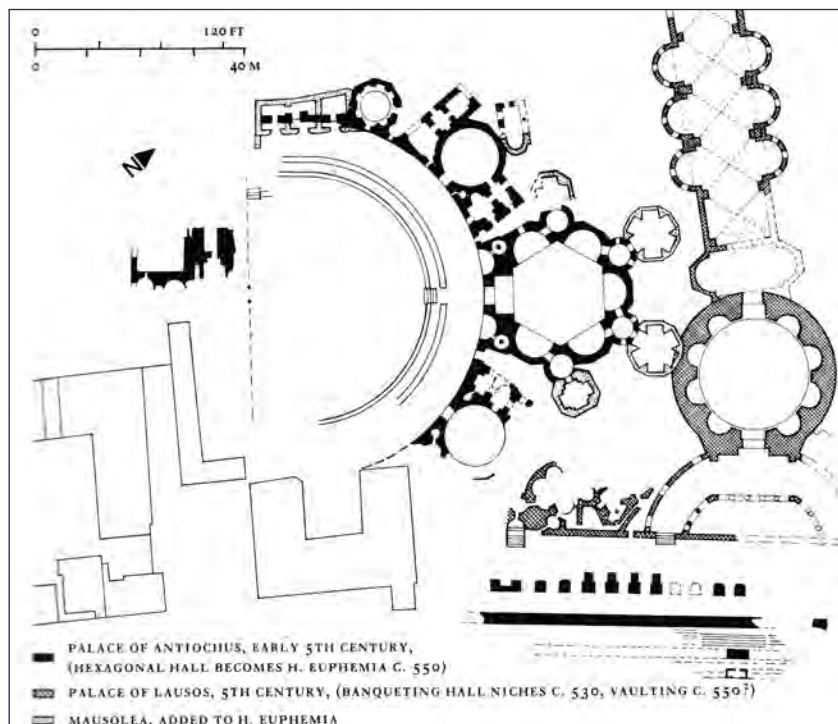 0 120 FT
0 40 M
N
PALACE OF ANTIOCHUS, EARLY 5TH CENTURY,
(HEXAGONAL HALL BECOMES H. EUPHEMIA C. 550)
PALACE OF LAUSOS, 5TH CENTURY, (BANQUETING HALL NICHES C. 530, VAULTING C. 550?)
MAUSOLEA, ADDED TO H. EUPHEMIA